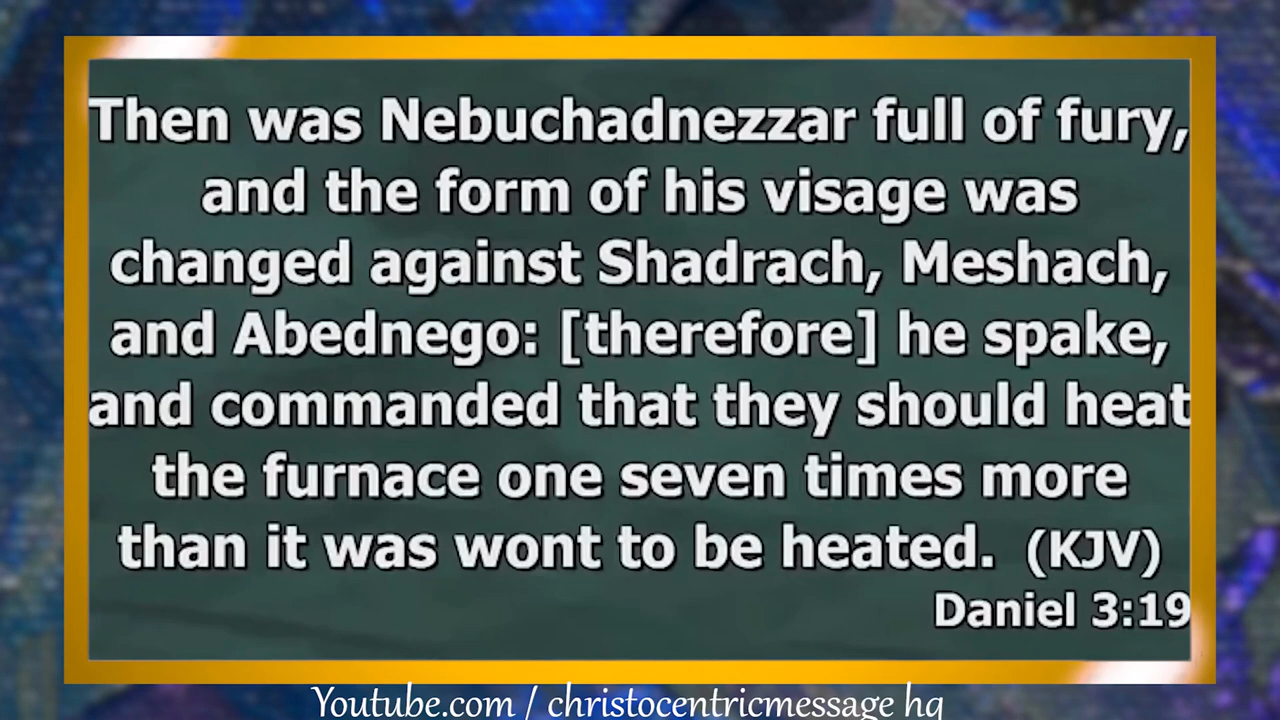 Then was Nebuchadnezzar full of fury,
and the form of his visage was
changed against Shadrach, Meshach,
and Abednego: [therefore] he spake,
and commanded that they should heat
the furnace one seven times more
than it was wont to be heated. (KJV)
Daniel 3:19
Youtube.com / christocentricmessage hq